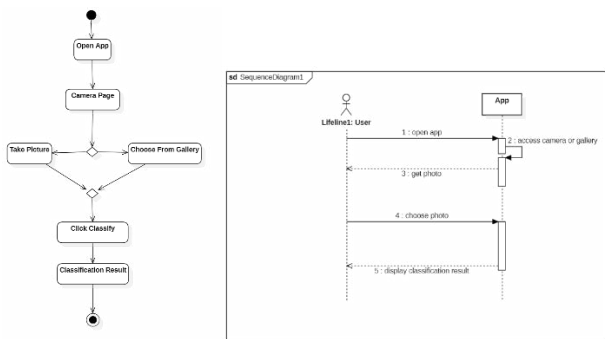 Open App
Camera Page
Take Picture
Choose From Gallery
Click Classify
Classification Result
sd SequenceDiagram1
Lifeline1: User
App
1 : open app
2 : access camera or gallery
3 : get photo
4 : choose photo
5 : display classification result